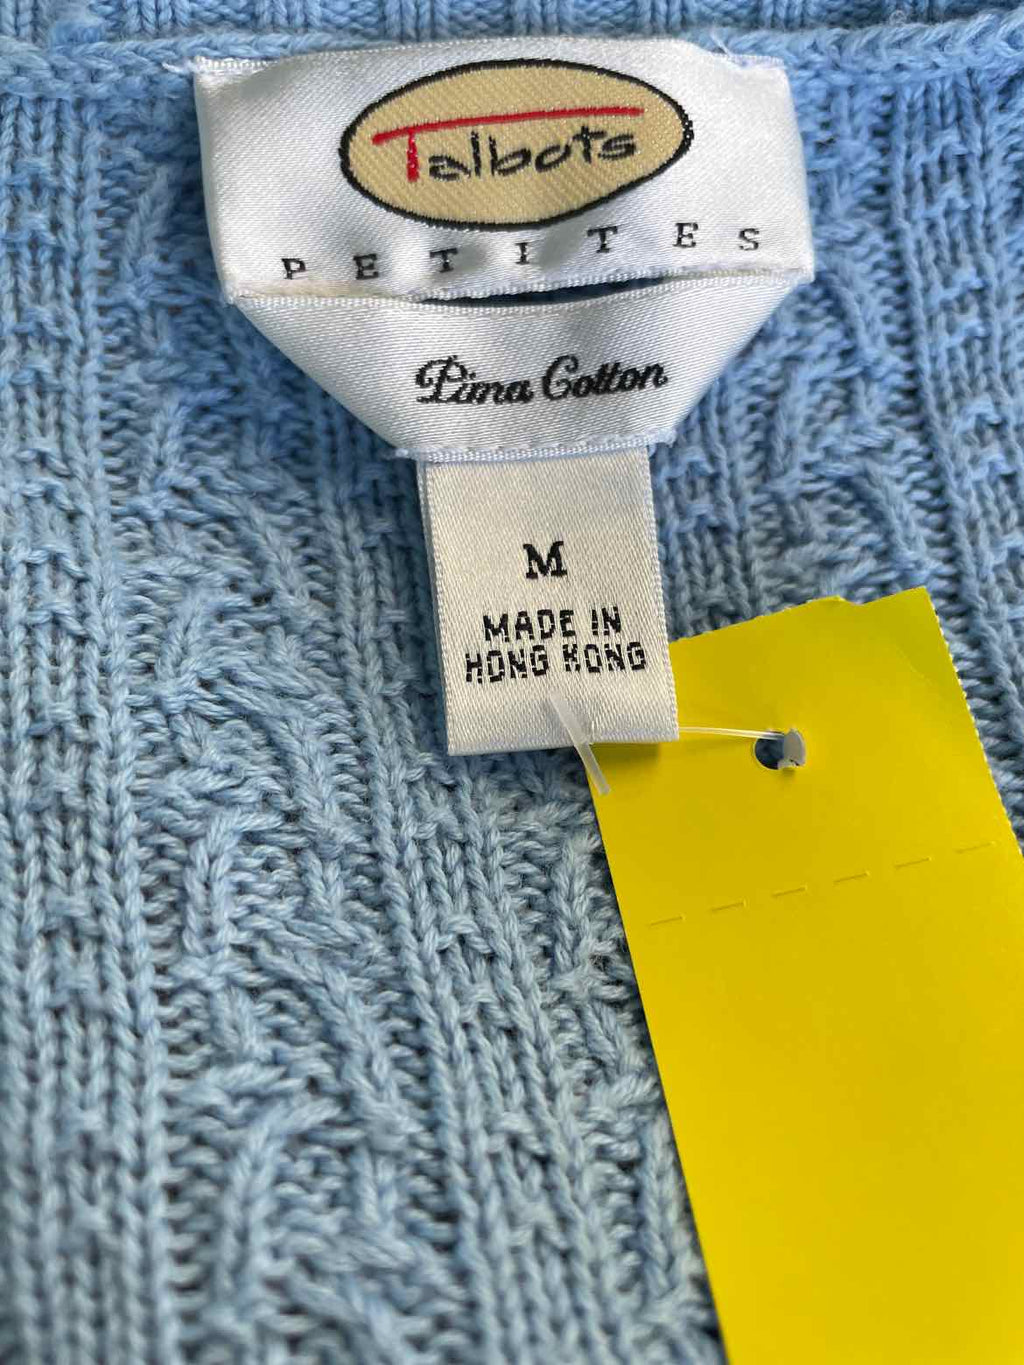 Talbots
PETITES
Pima Cotton
M
MADE IN
HONG KONG